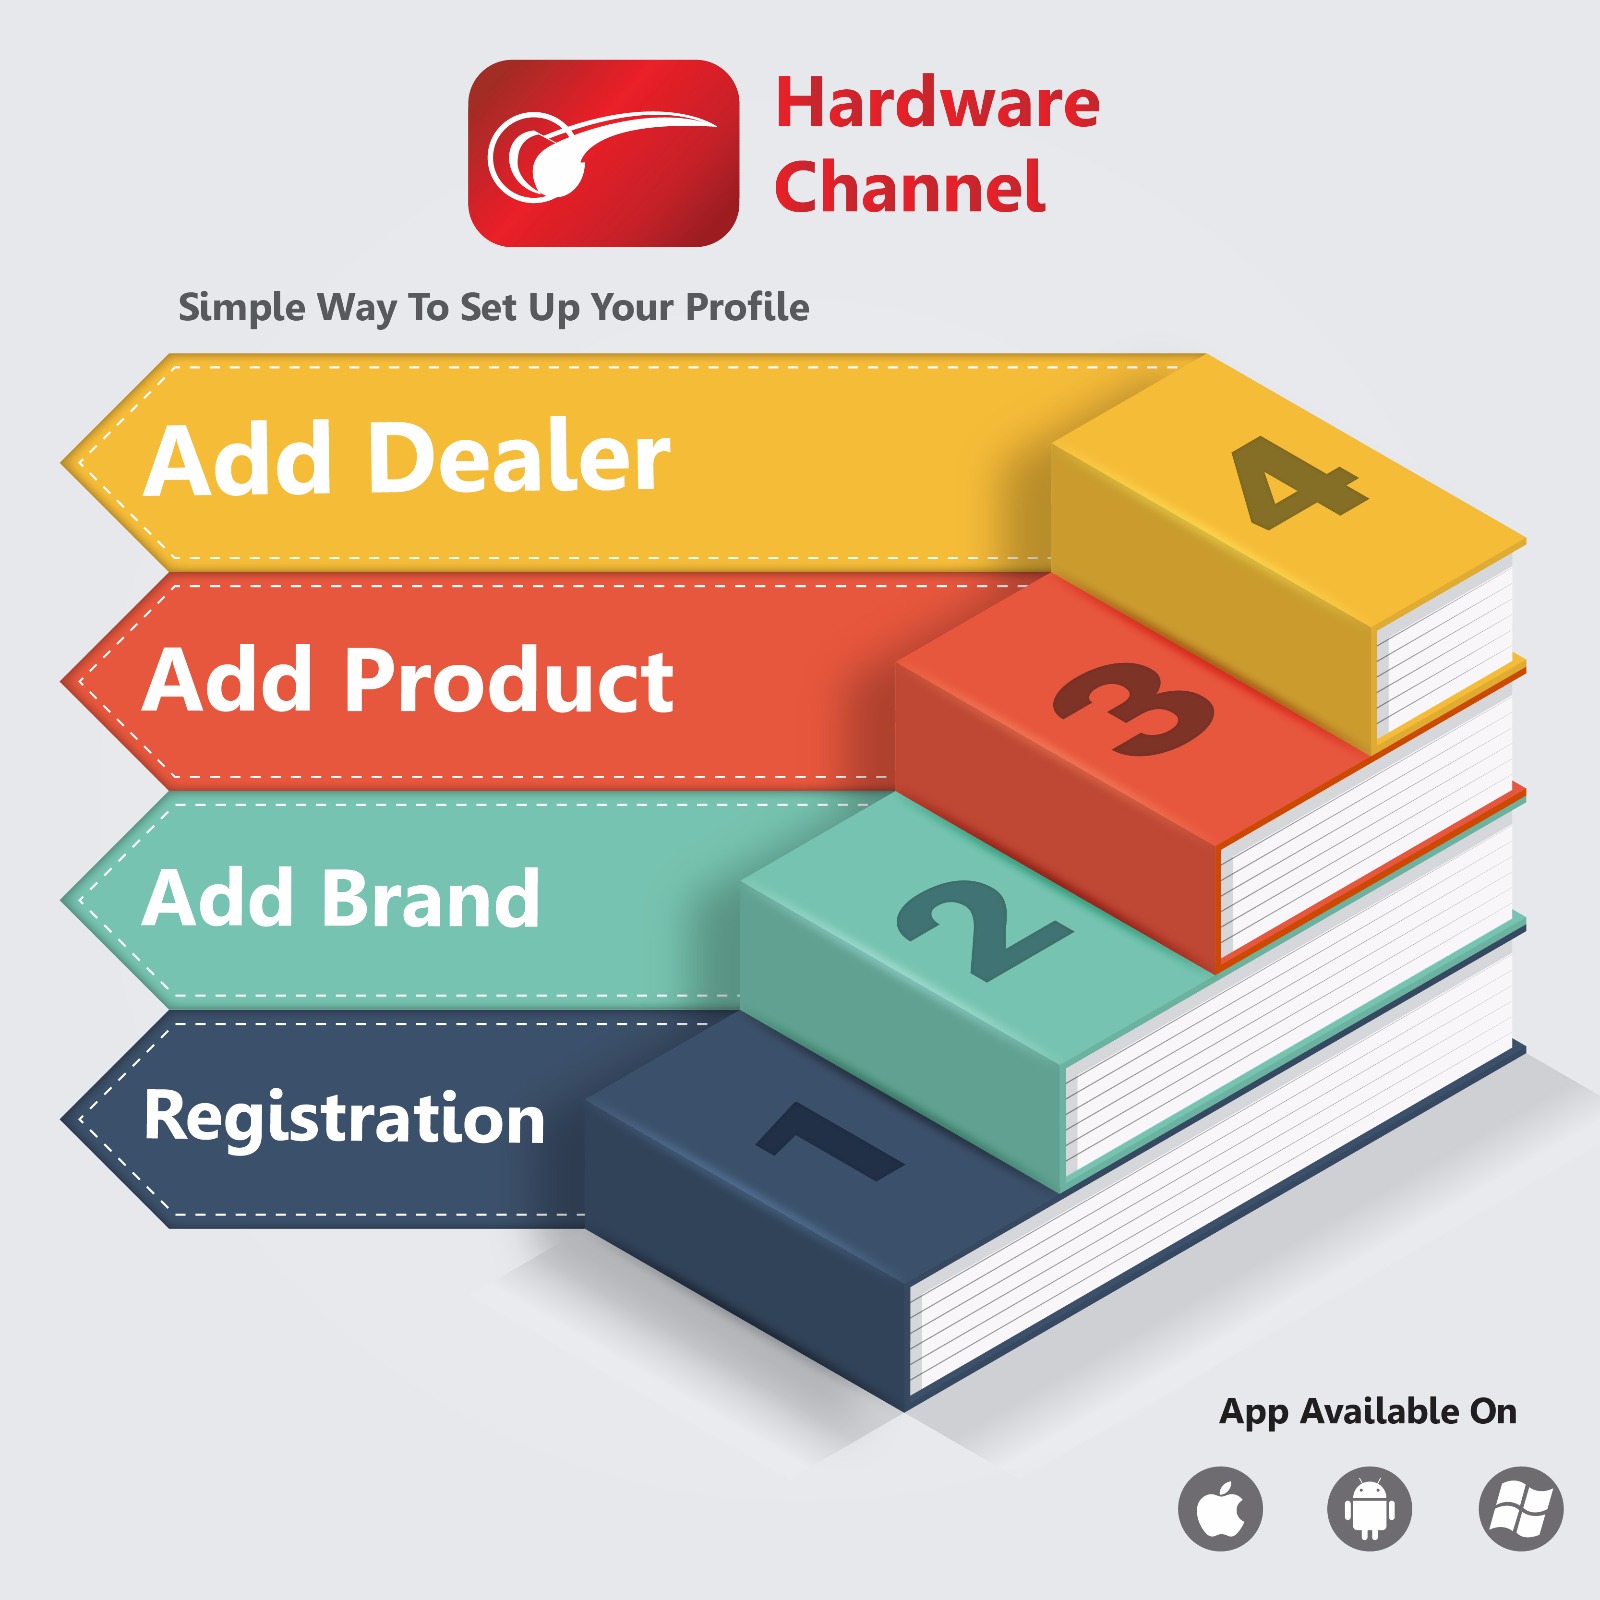 Hardware
Channel
Simple Way To Set Up Your Profile
Add Dealer
4
Add Product
3
Add Brand
2
Registration
1
App Available On